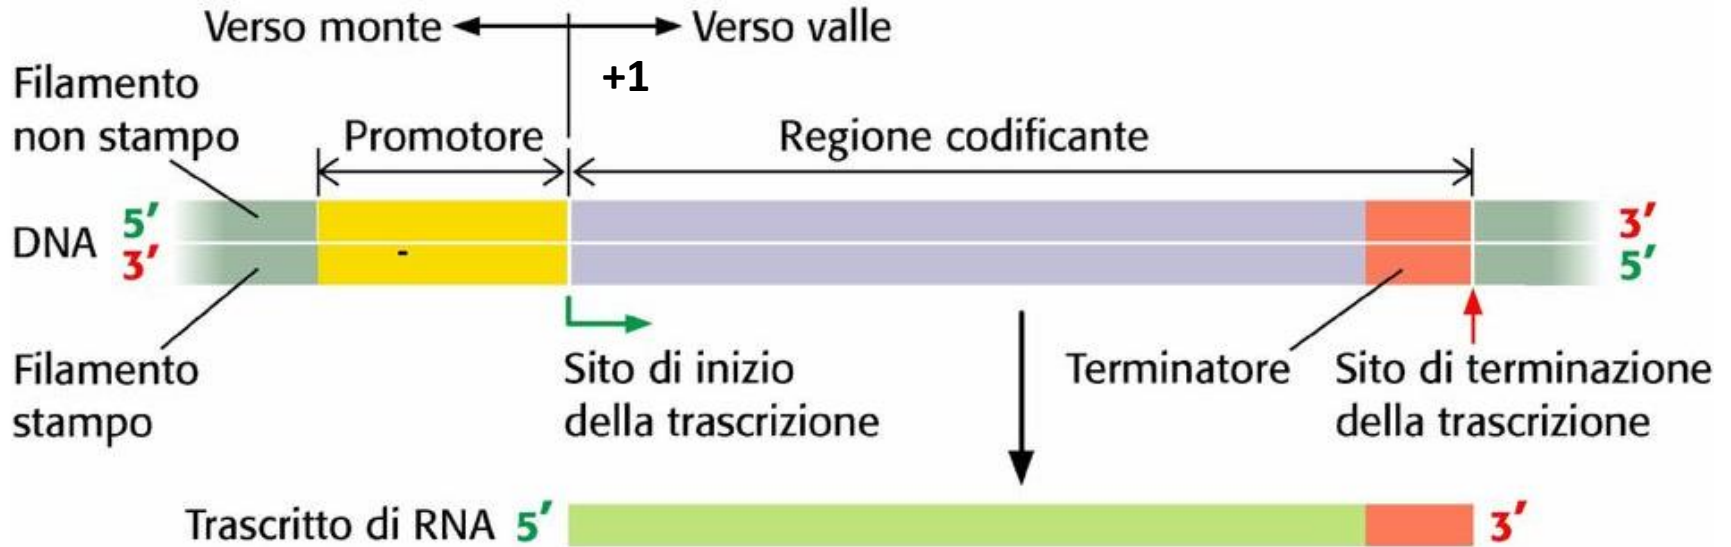 Verso monte
Verso valle
+1
Filamento
non stampo
Promotore
Regione codificante
5′
3′
DNA
3′
-
5′
Filamento
stampo
Sito di inizio
della trascrizione
Terminatore
Sito di terminazione
della trascrizione
Trascritto di RNA 5′
3′